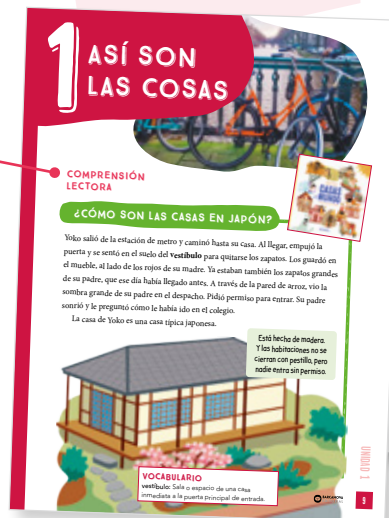 1 ASÍ SON
LAS COSAS
COMPRENSIÓN
LECTORA
CASAS
¿CÓMO SON LAS CASAS EN JAPÓN?
Yoko salió de la estación de metro y caminó hasta su casa. Al llegar, empujó la
puerta y se sentó en el suelo del vestíbulo para quitarse los zapatos. Los guardó en
el mueble, al lado de los rojos de su madre. Ya estaban también los zapatos grandes
de su padre, que ese día había llegado antes. A través de la pared de arroz, vio la
sombra grande de su padre en el despacho. Pidió permiso para entrar. Su padre
sonrió y le preguntó cómo le había ido en el colegio.
La casa de Yoko es una casa típica japonesa.
Está hecha de madera.
Y las habitaciones no se
cierran con pestillo, pero
nadie entra sin permiso.
VOCABULARIO
vestíbulo: Sala o espacio de una casa
inmediata a la puerta principal de entrada.
UNIDAD 1
BARCANOVA
9